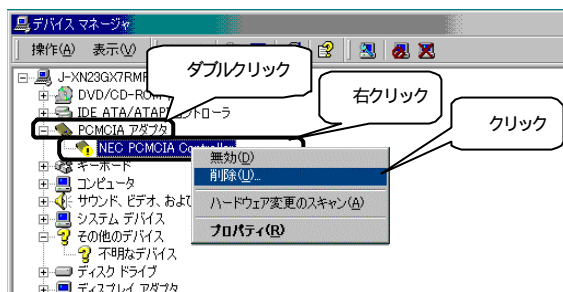 デバイス マネージャ
操作(A) 表示(V)
ダブルクリック
J-XN23GX7RMF
右クリック
DVD/CD-ROM
クリック
IDE ATA/ATAPI コントローラ
PCMCIA アダプタ
NEC PCMCIA Controller
無効(D)
キーボード
削除(U)...
コンピュータ
サウンド、ビデオ、およ
ハードウェア変更のスキャン(A)
システム デバイス
その他のデバイス
プロパティ(R)
不明なデバイス
ディスク ドライブ
ディスプレイ アダプタ